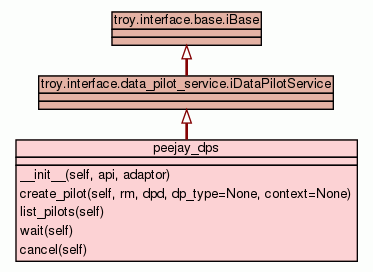 troy.interface.base.iBase
troy.interface.data_pilot_service.iDataPilotService
peejay_dps
__init__(self, api, adaptor)
create_pilot(self, rm, dpd, dp_type=None, context=None)
list_pilots(self)
wait(self)
cancel(self)